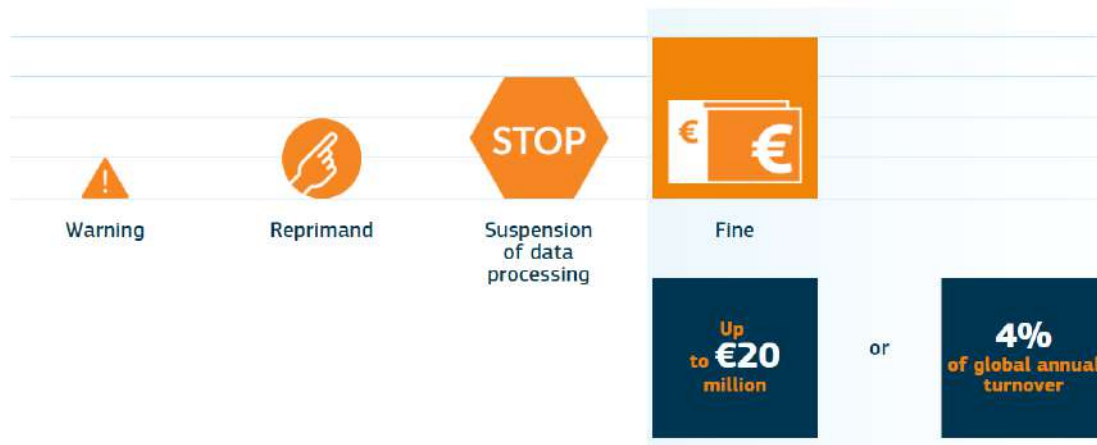 STOP
€
€
Warning
Reprimand
Suspension
of data
processing
Fine
Up
to €20
million
or
4%
of global annual
turnover